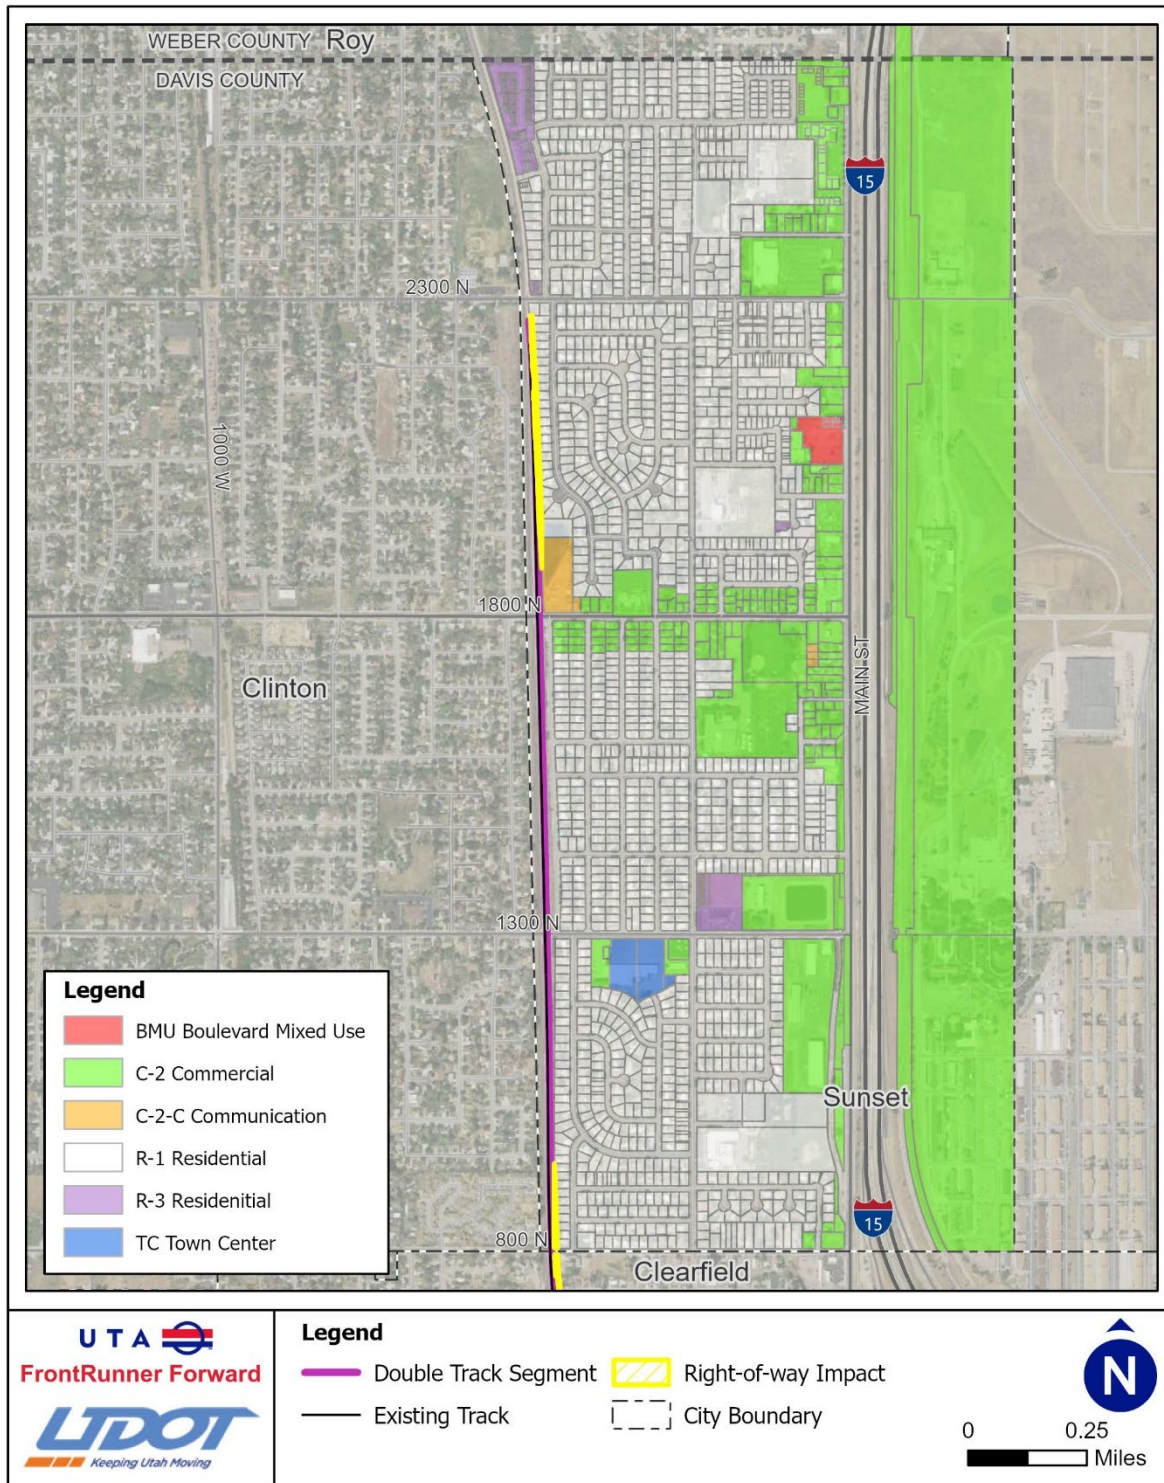 WEBER COUNTY Roy
DAVIS COUNTY
15
2300 N
1000 W
1800 N
MAIN ST
Clinton
1300 N
Sunset
15
800 N
Clearfield
Legend
BMU Boulevard Mixed Use
C-2 Commercial
C-2-C Communication
R-1 Residential
R-3 Residenitial
TC Town Center
UTA
FrontRunner Forward
UDOT
Keeping Utah Moving
Legend
Double Track Segment
Right-of-way Impact
Existing Track
City Boundary
N
0 0.25
Miles